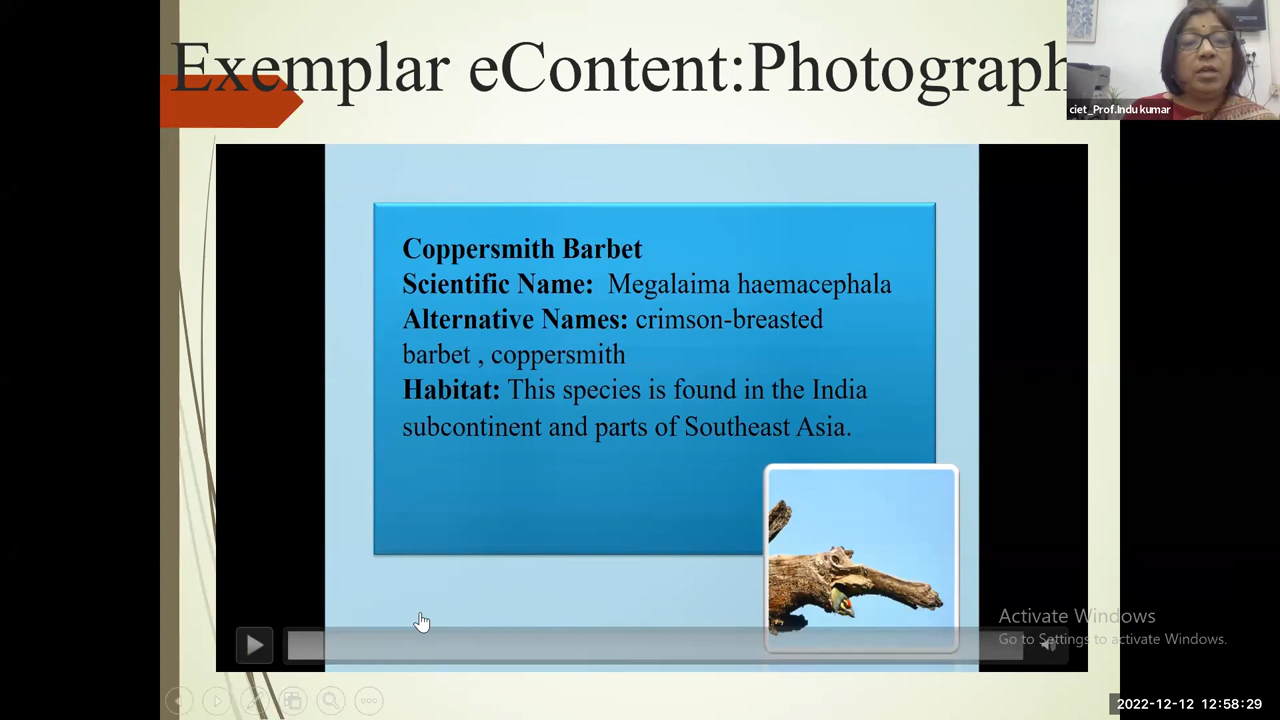 Exemplar eContent:Photograph
ciet_Prof.Indu kumar
Coppersmith Barbet
Scientific Name: Megalaima haemacephala
Alternative Names: crimson-breasted
barbet , coppersmith
Habitat: This species is found in the India
subcontinent and parts of Southeast Asia.
Activate Windows
Go to Settings to activate Windows.
2022-12-12 12:58:29